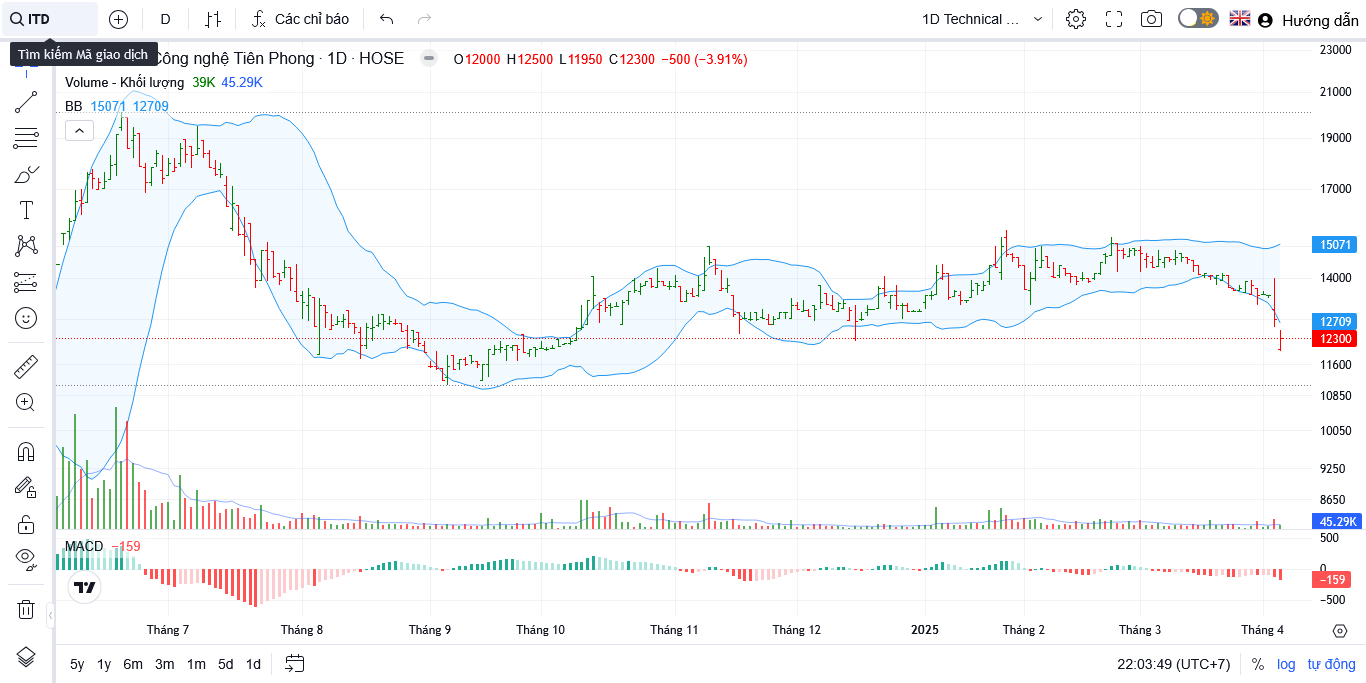 ITD
D
Các chỉ báo
1D Technical ...
Hướng dẫn
Tìm kiếm Mã giao dịch
Công nghệ Tiên Phong · 1D · HOSE
O12000 H12500 L11950 C12300 −500 (−3.91%)
Volume - Khối lượng 39K 45.29K
BB 15071 12709
23000
21000
19000
17000
15071
14000
12709
12300
11600
10850
10050
9250
8650
45.29K
MACD −159
500
0
−159
−500
Tháng 7
Tháng 8
Tháng 9
Tháng 10
Tháng 11
Tháng 12
2025
Tháng 2
Tháng 3
Tháng 4
5y 1y 6m 3m 1m 5d 1d
22:03:49 (UTC+7)
%
log
tự động